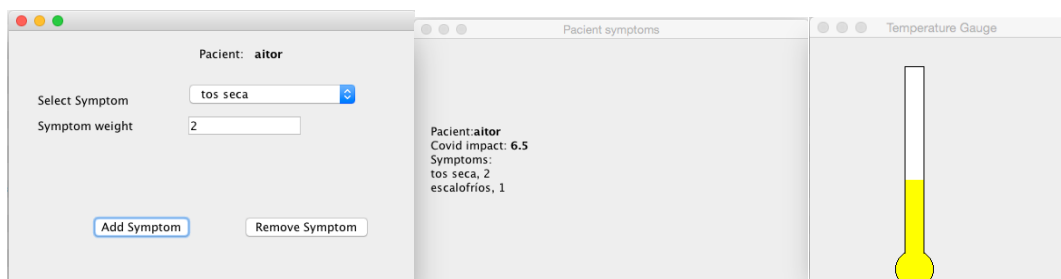 Pacient: aitor
Select Symptom tos seca
Symptom weight 2
Add Symptom Remove Symptom
Pacient symptoms
Pacient:aitor
Covid impact: 6.5
Symptoms:
tos seca, 2
escalofríos, 1
Temperature Gauge